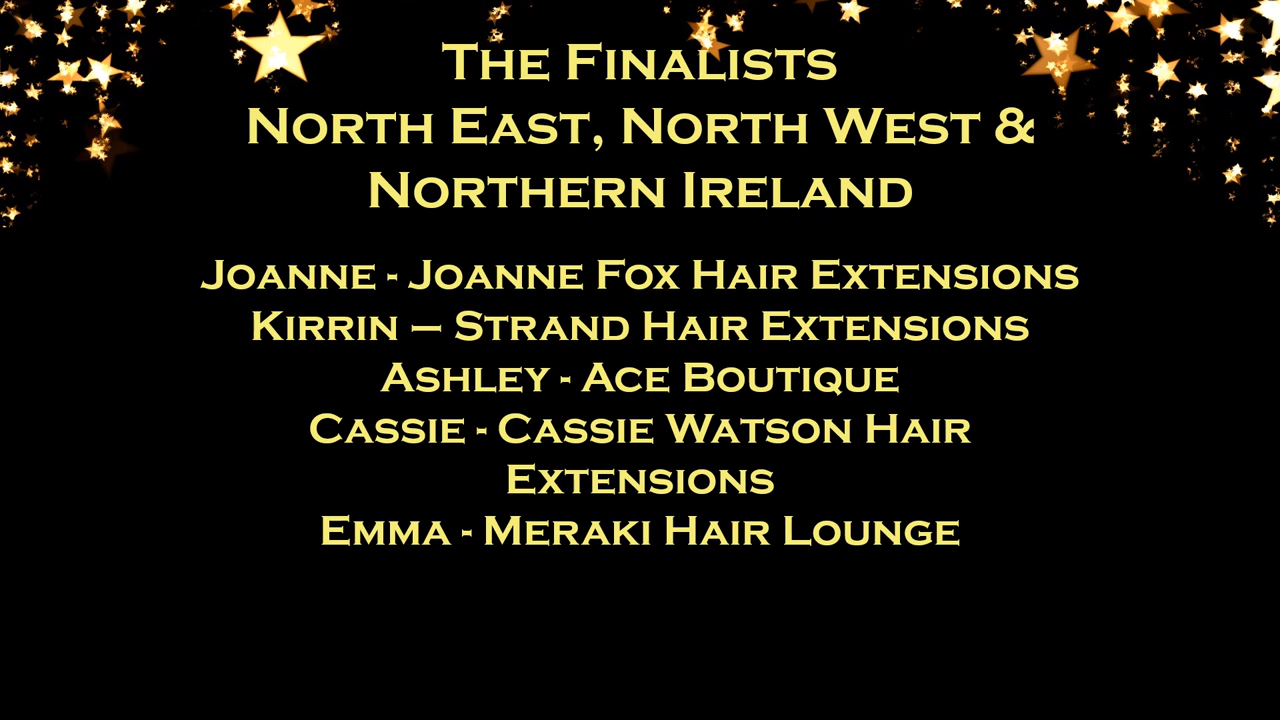 The Finalists
North East, North West &
Northern Ireland
Joanne - Joanne Fox Hair Extensions
Kirrin – Strand Hair Extensions
Ashley - Ace Boutique
Cassie - Cassie Watson Hair
Extensions
Emma - Meraki Hair Lounge